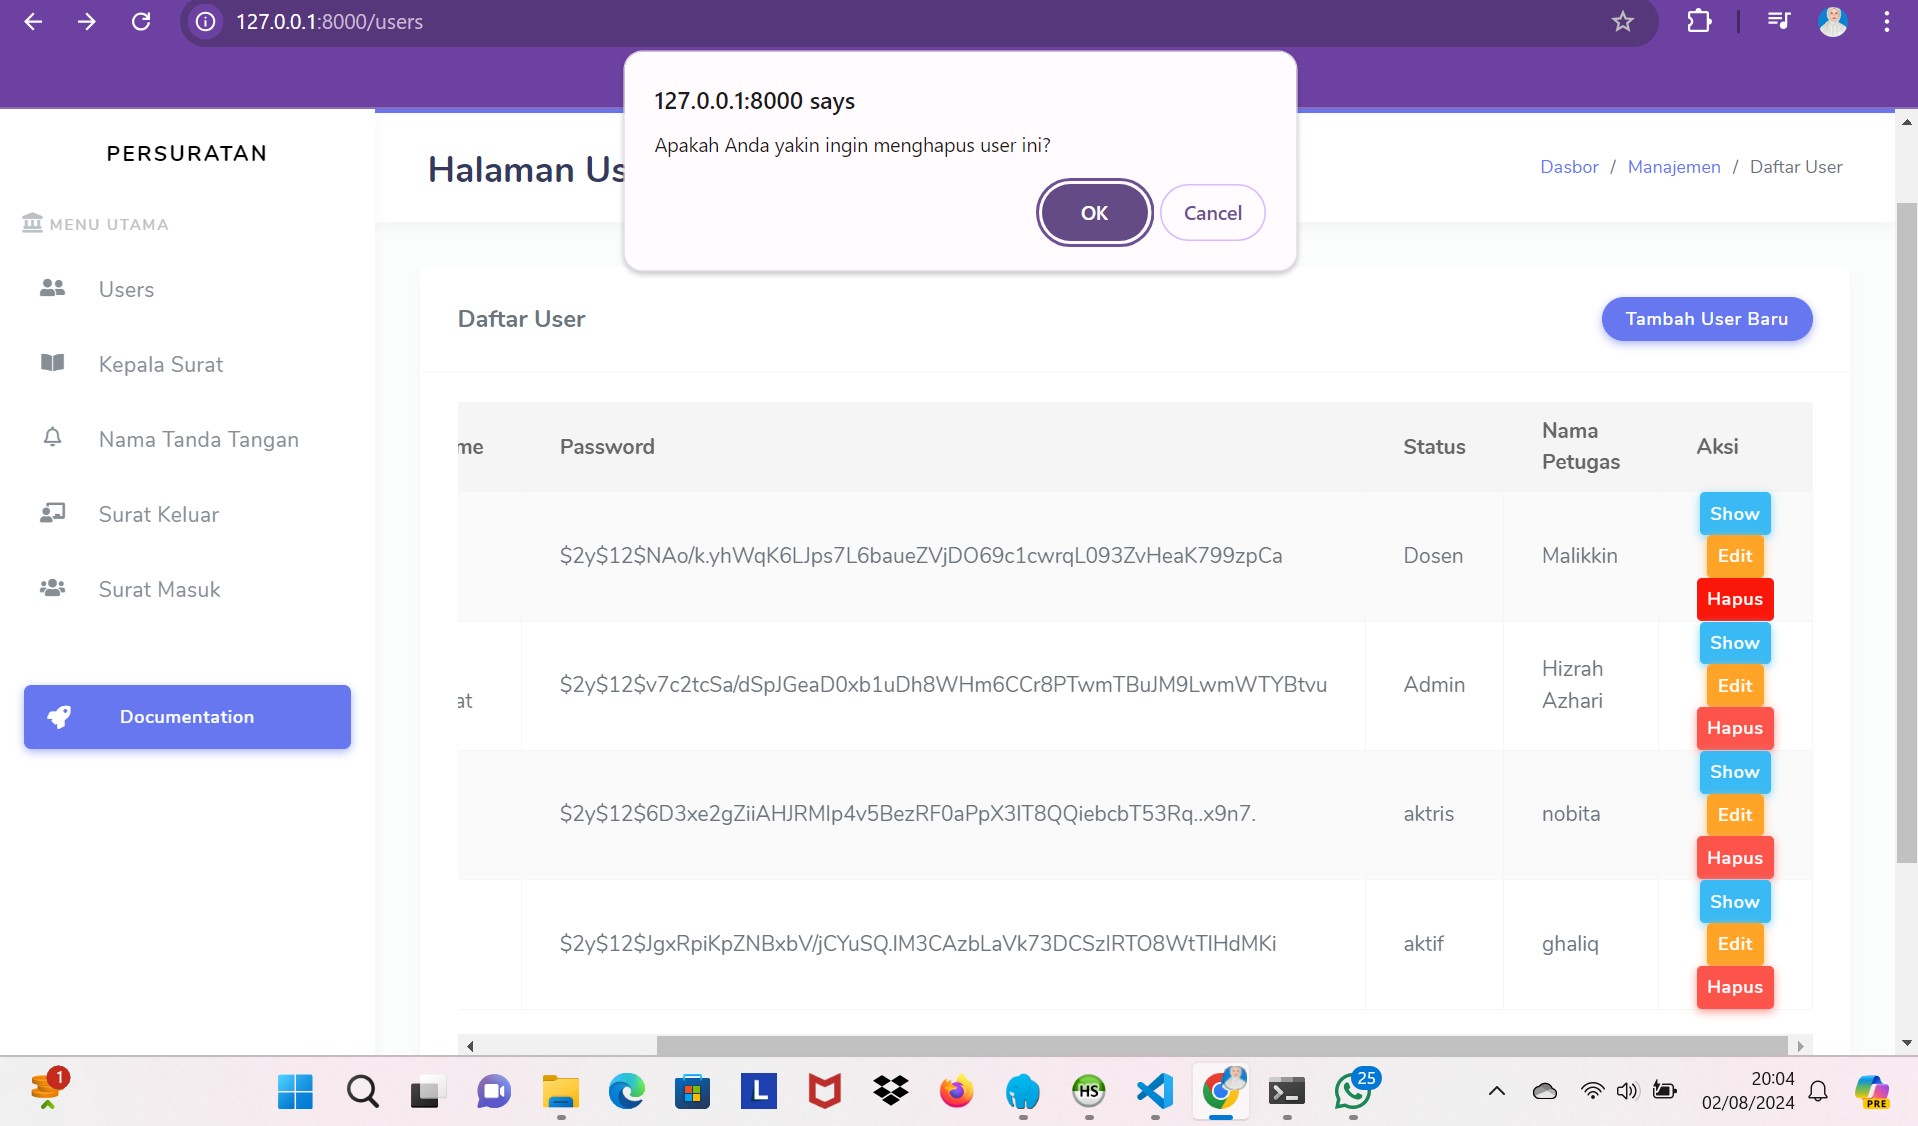 127.0.0.1:8000/users
127.0.0.1:8000 says
Apakah Anda yakin ingin menghapus user ini?
OK
Cancel
PERSURATAN
MENU UTAMA
Users
Kepala Surat
Nama Tanda Tangan
Surat Keluar
Surat Masuk
Documentation
Halaman Us
Dasbor / Manajemen / Daftar User
Daftar User
Tambah User Baru
me
Password
Status
Nama
Petugas
Aksi
$2y$12$NAo/k.yhWqK6LJps7L6baueZVjDO69c1cwrqL093ZvHeaK799zpCa
Dosen
Malikkin
Show
Edit
Hapus
at
$2y$12$v7c2tcSa/dSpJGeaD0xb1uDh8WHm6CCr8PTwmTBuJM9LwmWTYBtvu
Admin
Hizrah
Azhari
Show
Edit
Hapus
$2y$12$6D3xe2gZiiAHJRMIp4v5BezRF0aPpX3IT8QQiebcbT53Rq..x9n7.
aktris
nobita
Show
Edit
Hapus
$2y$12$JgxRpiKpZNBxbV/jCYuSQ.IM3CAzbLaVk73DCSzIRTO8WtTIHdMKi
aktif
ghaliq
Show
Edit
Hapus
1
L
HS
25
20:04
02/08/2024
PRE